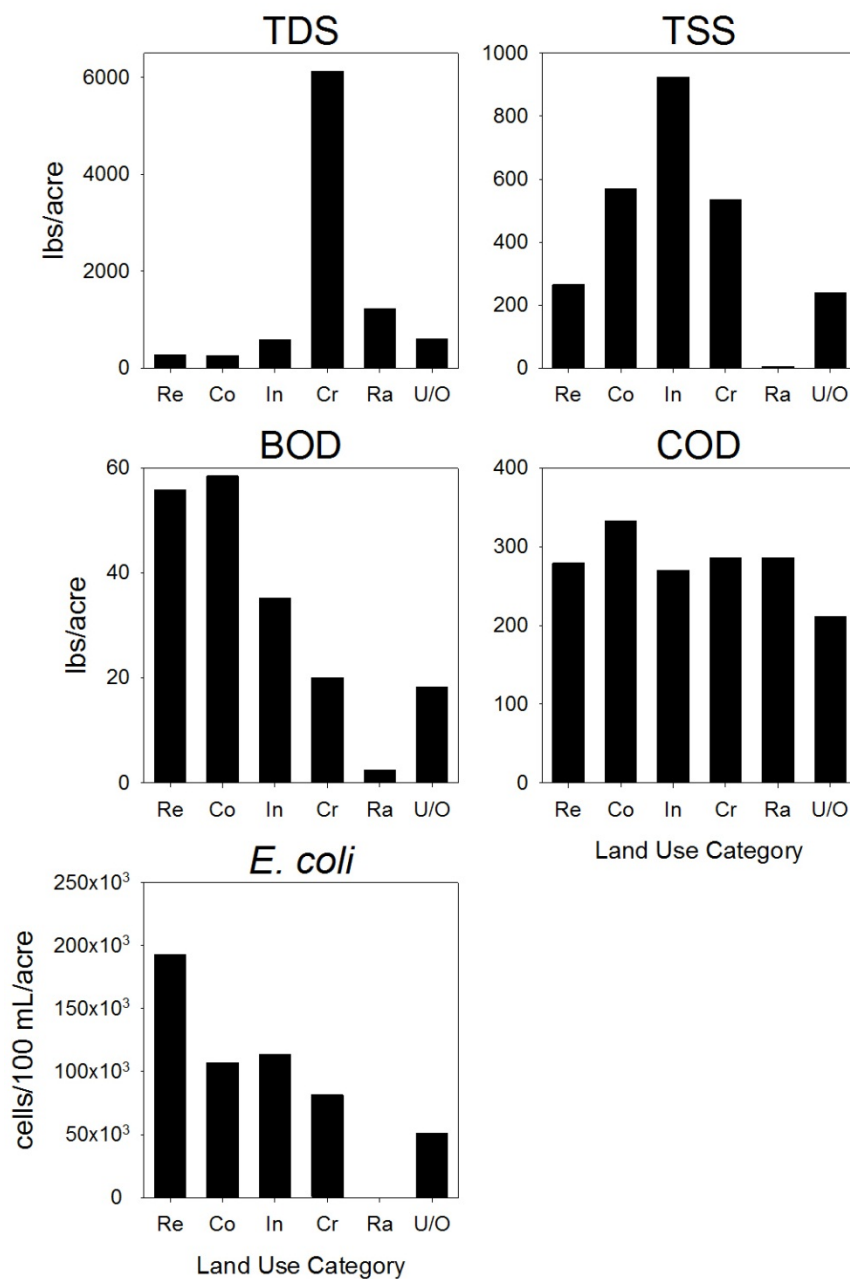 TDS
lbs/acre
6000
4000
2000
0
Re Co In Cr Ra U/O
TSS
1000
800
600
400
200
0
Re Co In Cr Ra U/O
BOD
lbs/acre
60
40
20
0
Re Co In Cr Ra U/O
COD
400
300
200
100
0
Re Co In Cr Ra U/O
Land Use Category
E. coli
cells/100 mL/acre
250x10³
200x10³
150x10³
100x10³
50x10³
0
Re Co In Cr Ra U/O
Land Use Category